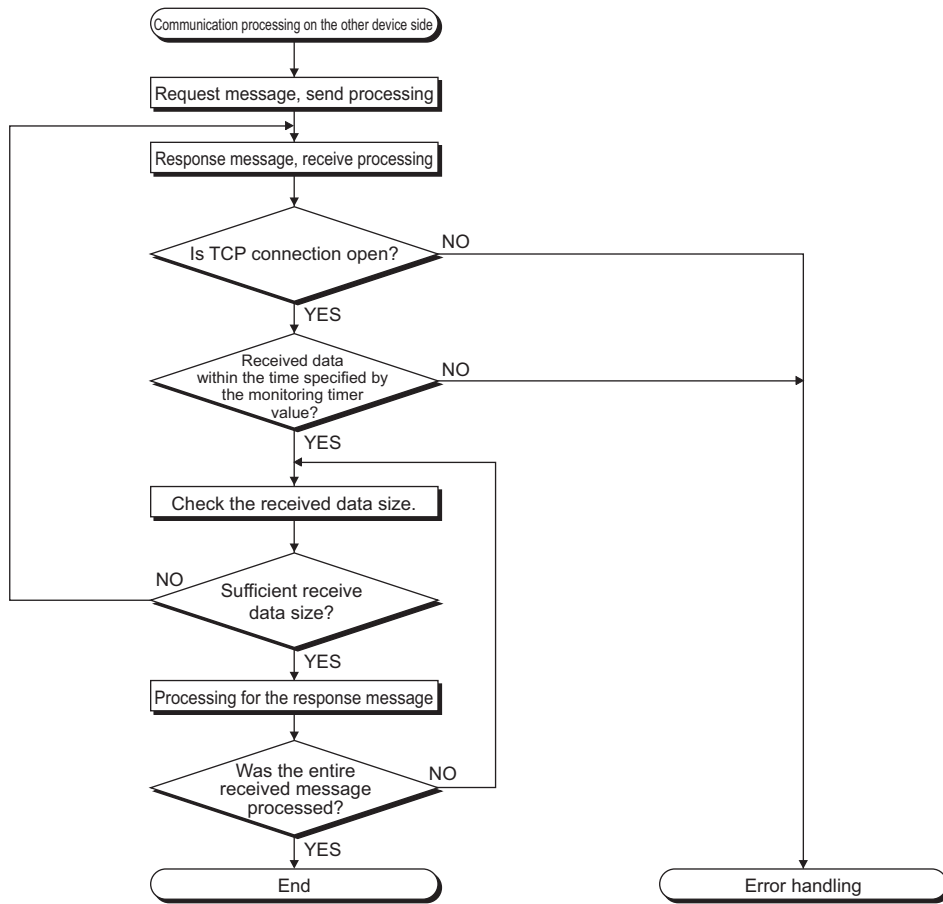 Communication processing on the other device side
Request message, send processing
Response message, receive processing
Is TCP connection open?
NO
YES
Received data
within the time specified by
the monitoring timer
value?
NO
YES
Check the received data size.
NO
Sufficient receive
data size?
YES
Processing for the response message
Was the entire
received message
processed?
NO
YES
End
Error handling